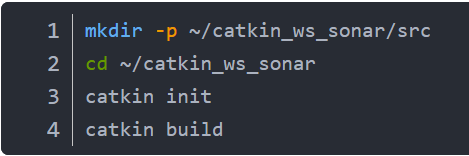 1 mkdir -p ~/catkin_ws_sonar/src
2 cd ~/catkin_ws_sonar
3 catkin init
4 catkin build